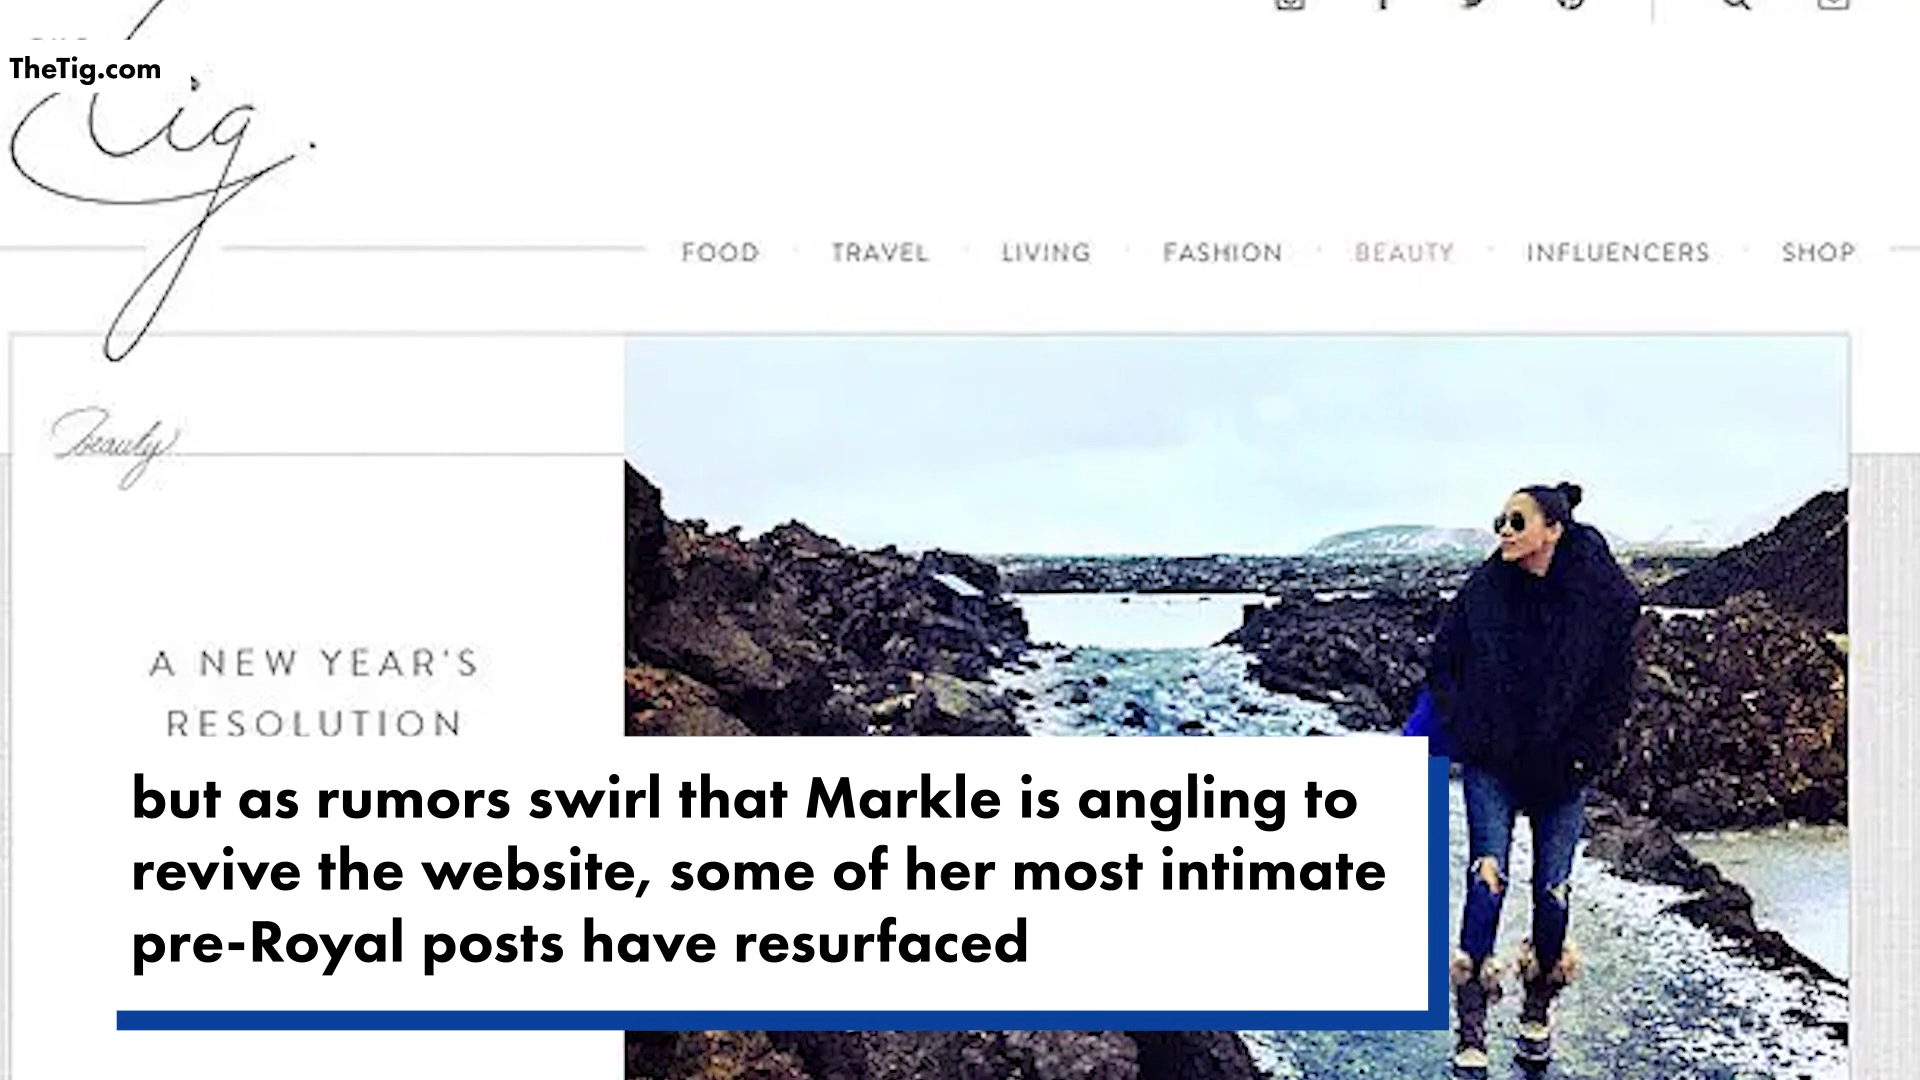 TheTig.com
Tig.
FOOD · TRAVEL · LIVING · FASHION · BEAUTY · INFLUENCERS · SHOP
Beauty
A NEW YEAR'S
RESOLUTION
but as rumors swirl that Markle is angling to
revive the website, some of her most intimate
pre-Royal posts have resurfaced